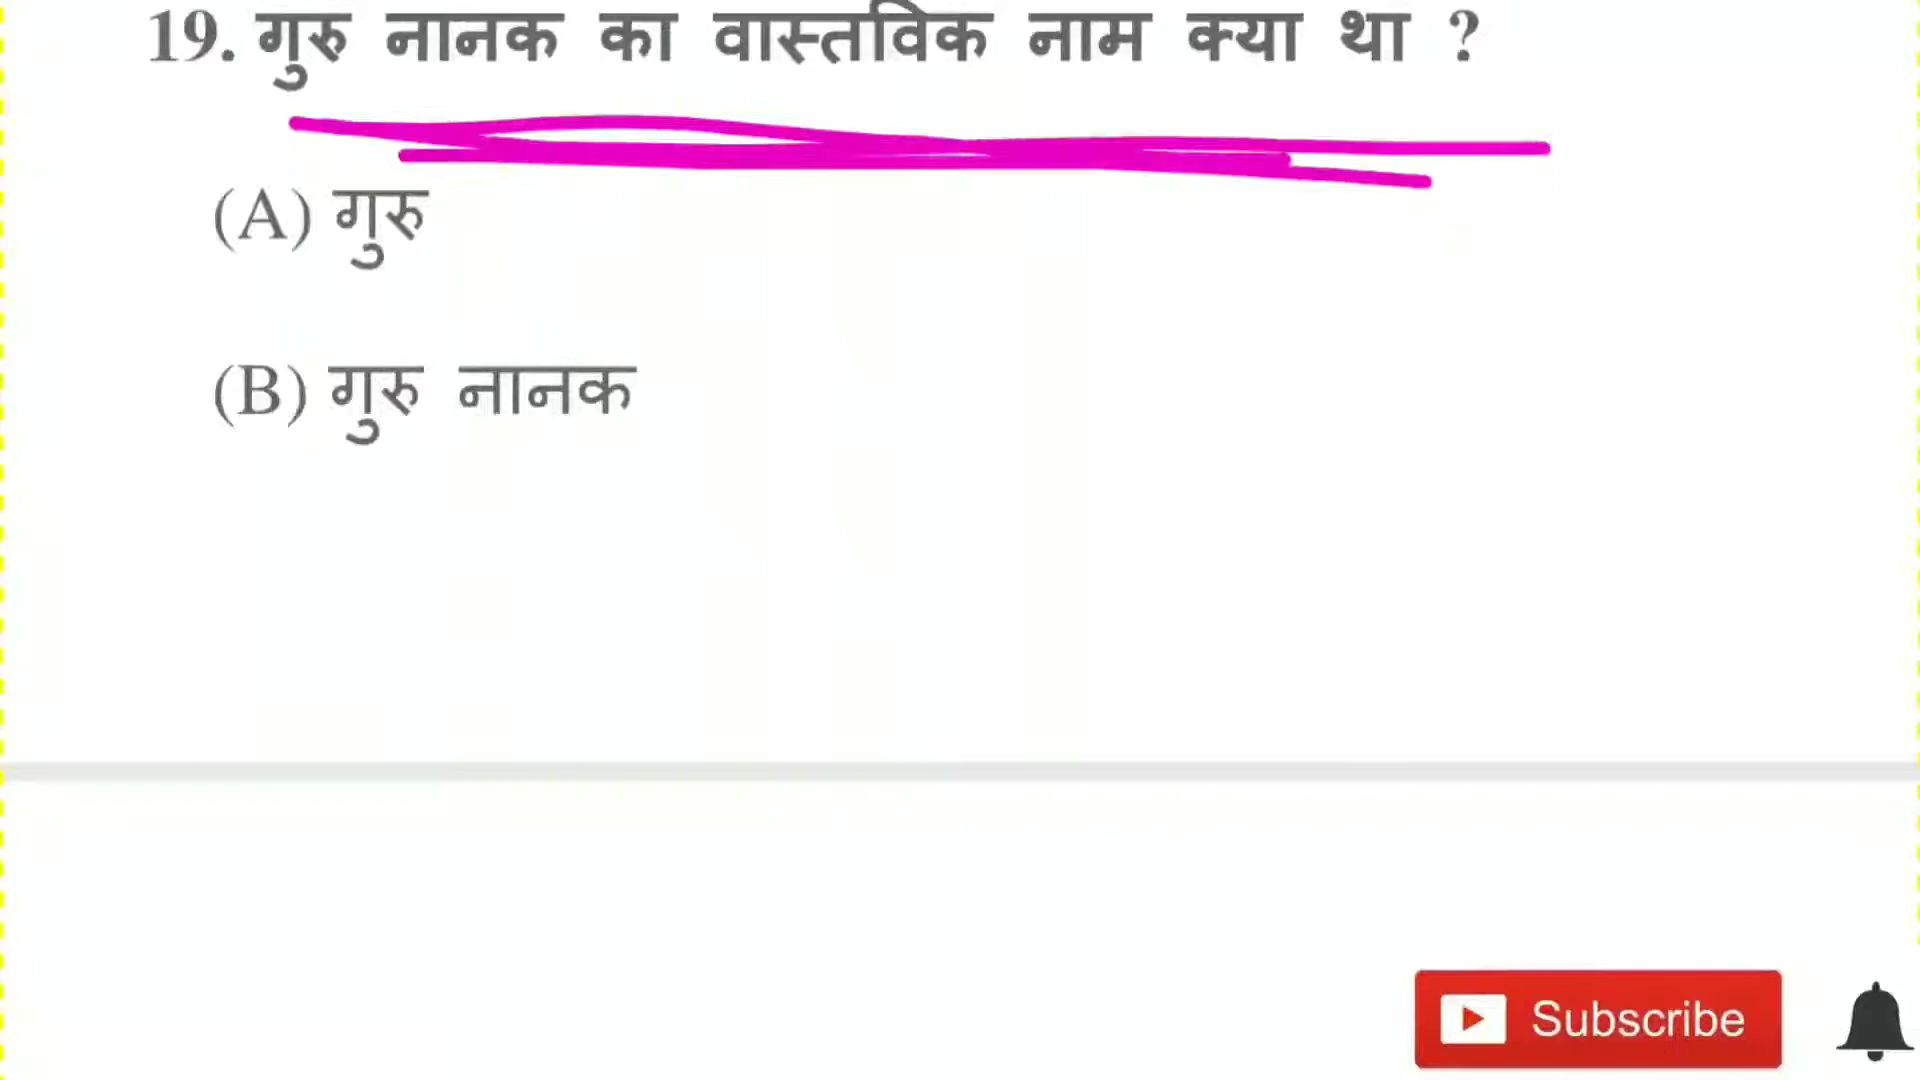 19. गुरु नानक का वास्तविक नाम क्या था ?
(A) गुरु
(B) गुरु नानक
Subscribe